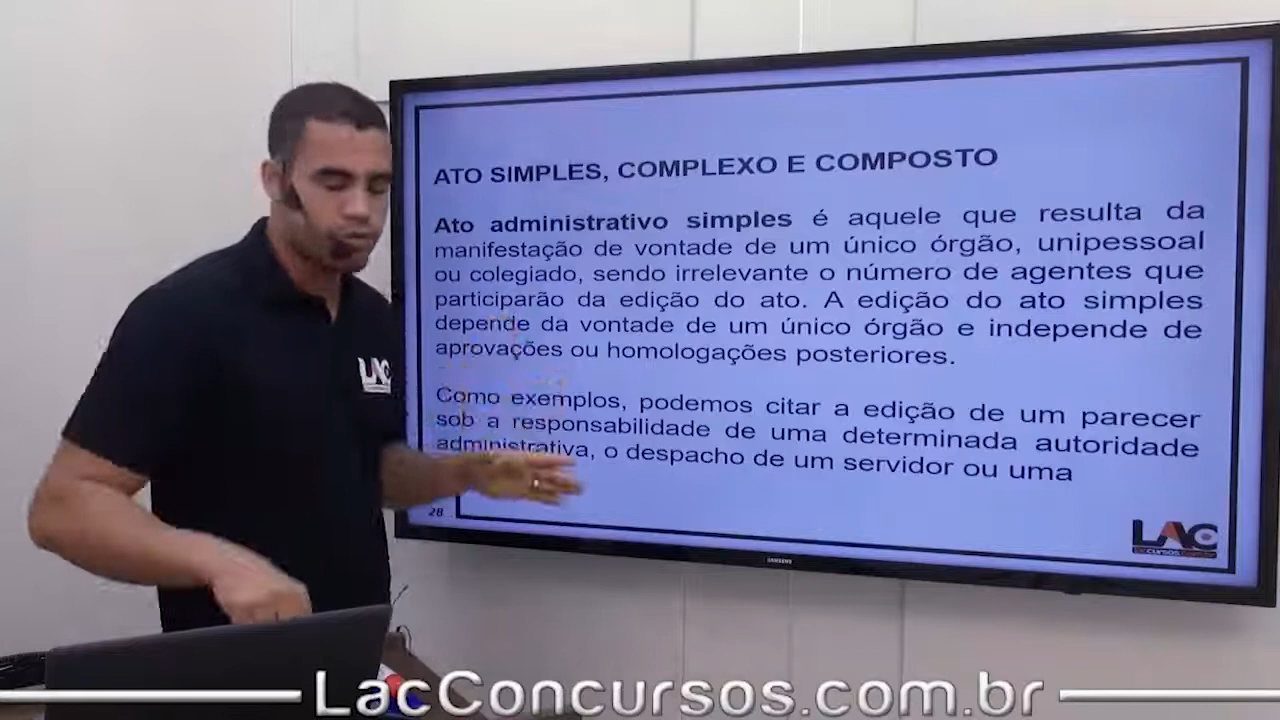 ATO SIMPLES, COMPLEXO E COMPOSTO
Ato administrativo simples é aquele que resulta da
manifestação de vontade de um único órgão, unipessoal
ou colegiado, sendo irrelevante o número de agentes que
participarão da edição do ato. A edição do ato simples
depende da vontade de um único órgão e independe de
aprovações ou homologações posteriores.
Como exemplos, podemos citar a edição de um parecer
sob a responsabilidade de uma determinada autoridade
administrativa, o despacho de um servidor ou uma
28
LAC
LAC
SAMSUNG
LacConcursos.com.br